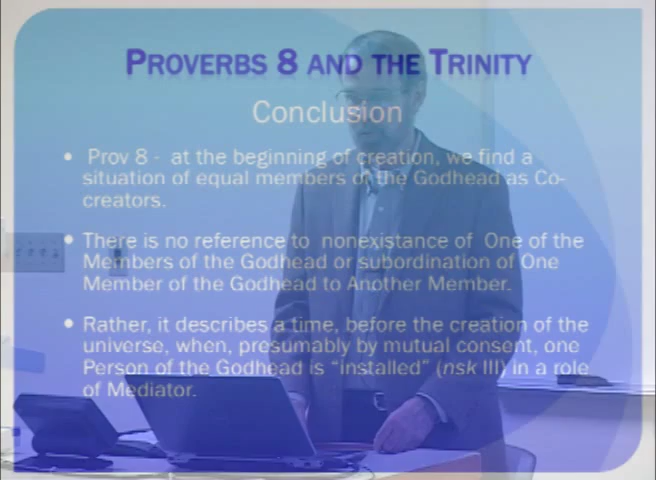 PROVERBS 8 AND THE TRINITY
Conclusion
• Prov 8 - at the beginning of creation, we find a
situation of equal members of the Godhead as Co-
creators.
• There is no reference to nonexistance of One of the
Members of the Godhead or subordination of One
Member of the Godhead to Another Member.
• Rather, it describes a time, before the creation of the
universe, when, presumably by mutual consent, one
Person of the Godhead is “installed” (nsk III) in a role
of Mediator.